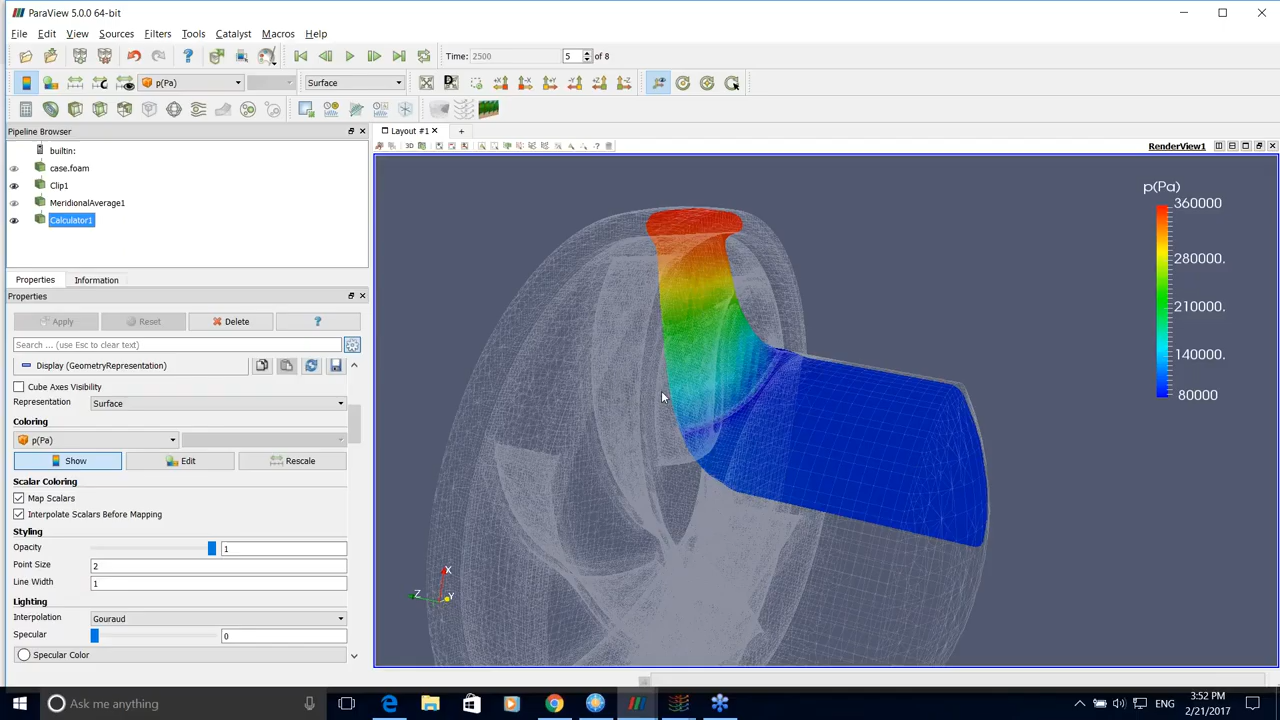 ParaView 5.0.0 64-bit
File Edit View Sources Filters Tools Catalyst Macros Help
Time: 2500 5 of 8
p(Pa) Surface
Pipeline Browser
Layout #1
builtin:
3D
RenderView1
case.foam
Clip1
MeridionalAverage1
Calculator1
Properties Information
Properties
Apply Reset Delete ?
Search ... (use Esc to clear text)
Display (GeometryRepresentation)
Cube Axes Visibility
Representation Surface
Coloring
p(Pa)
Show Edit Rescale
Scalar Coloring
Map Scalars
Interpolate Scalars Before Mapping
Styling
Opacity 1
Point Size 2
Line Width 1
Lighting
Interpolation Gouraud
Specular 0
Specular Color
p(Pa)
360000
280000.
210000.
140000.
80000
X
Z
Y
Ask me anything
ENG
3:52 PM
2/21/2017